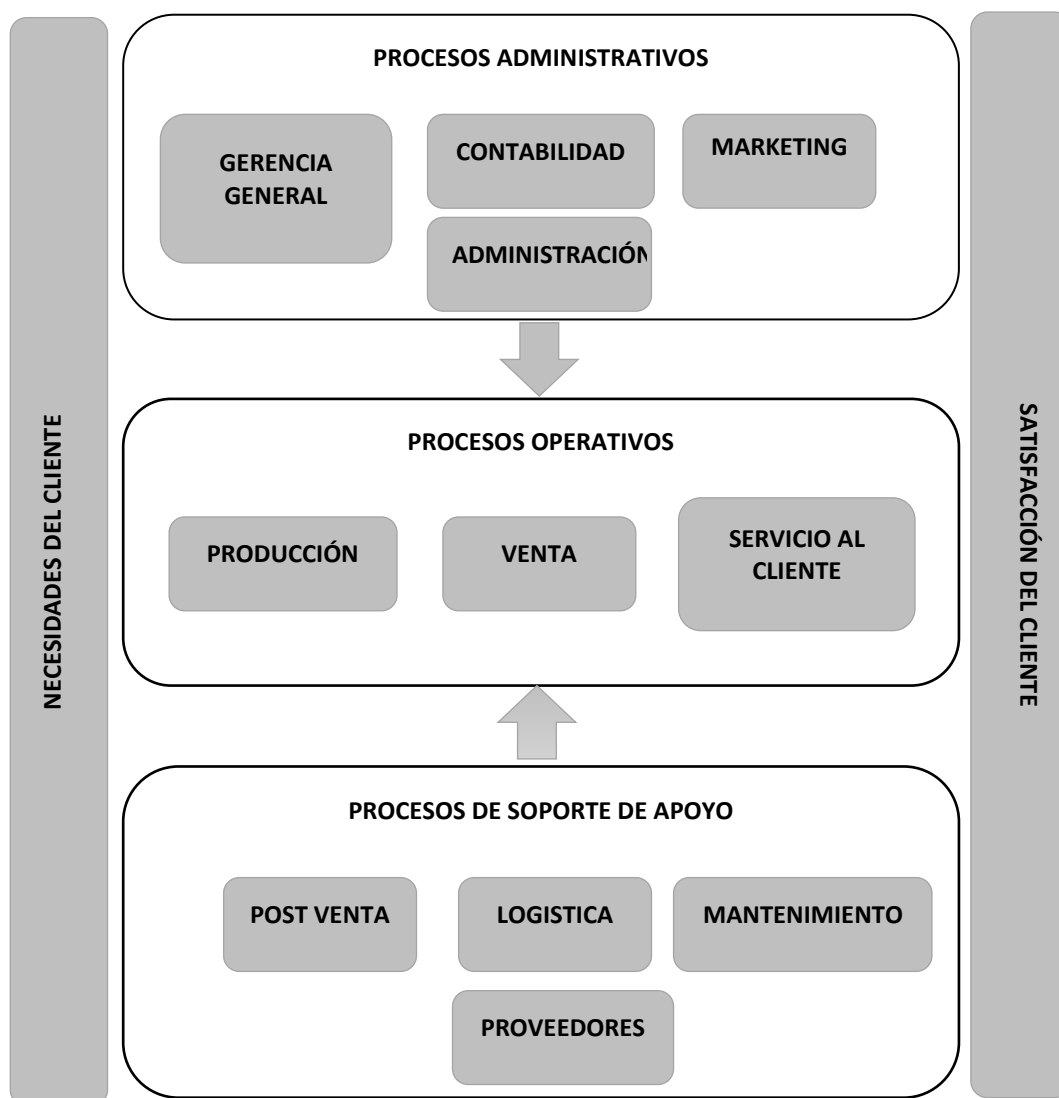 NECESIDADES DEL CLIENTE
PROCESOS ADMINISTRATIVOS
GERENCIA
GENERAL
CONTABILIDAD
MARKETING
ADMINISTRACIÓN
PROCESOS OPERATIVOS
PRODUCCIÓN
VENTA
SERVICIO AL
CLIENTE
PROCESOS DE SOPORTE DE APOYO
POST VENTA
LOGISTICA
MANTENIMIENTO
PROVEEDORES
SATISFACCIÓN DEL CLIENTE